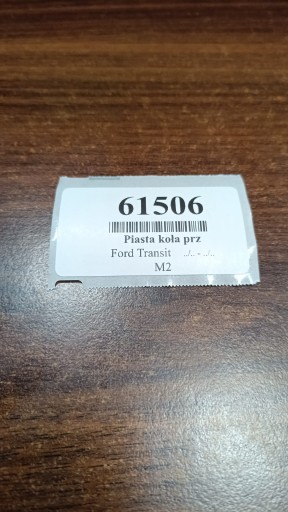 61506
Piasta koła prz
Ford Transit ../.. - ../..
M2